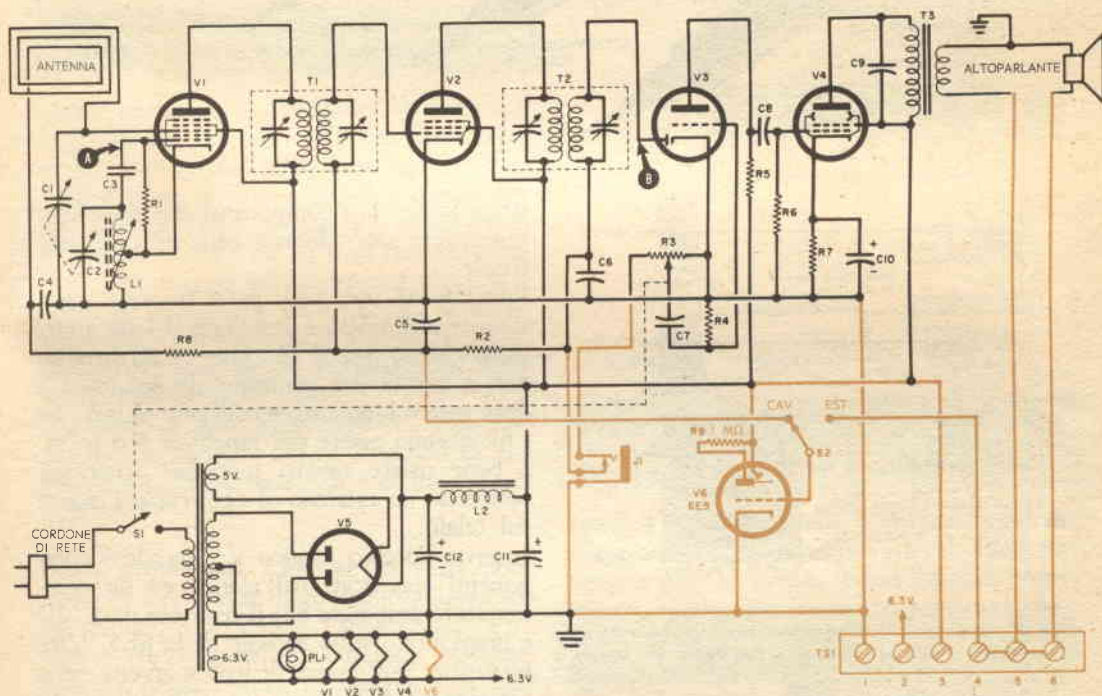 ANTENNA
V1
T1
V2
T2
V3
V4
T3
C9
ALTOPARLANTE
A
C1
C3
R1
C2
L1
C4
B
C8
R5
R6
R3
C6
R7
C10
C5
R2
C7
R4
R8
CAV
EST
R9 1 MΩ
S2
J1
V6
6E5
5V.
V5
L2
CORDONE
DI RETE
S1
C12
C11
6.3V.
PL1
V1
V2
V3
V4
V6
6.3V
6.3V.
TS1
1
2
3
4
5
6